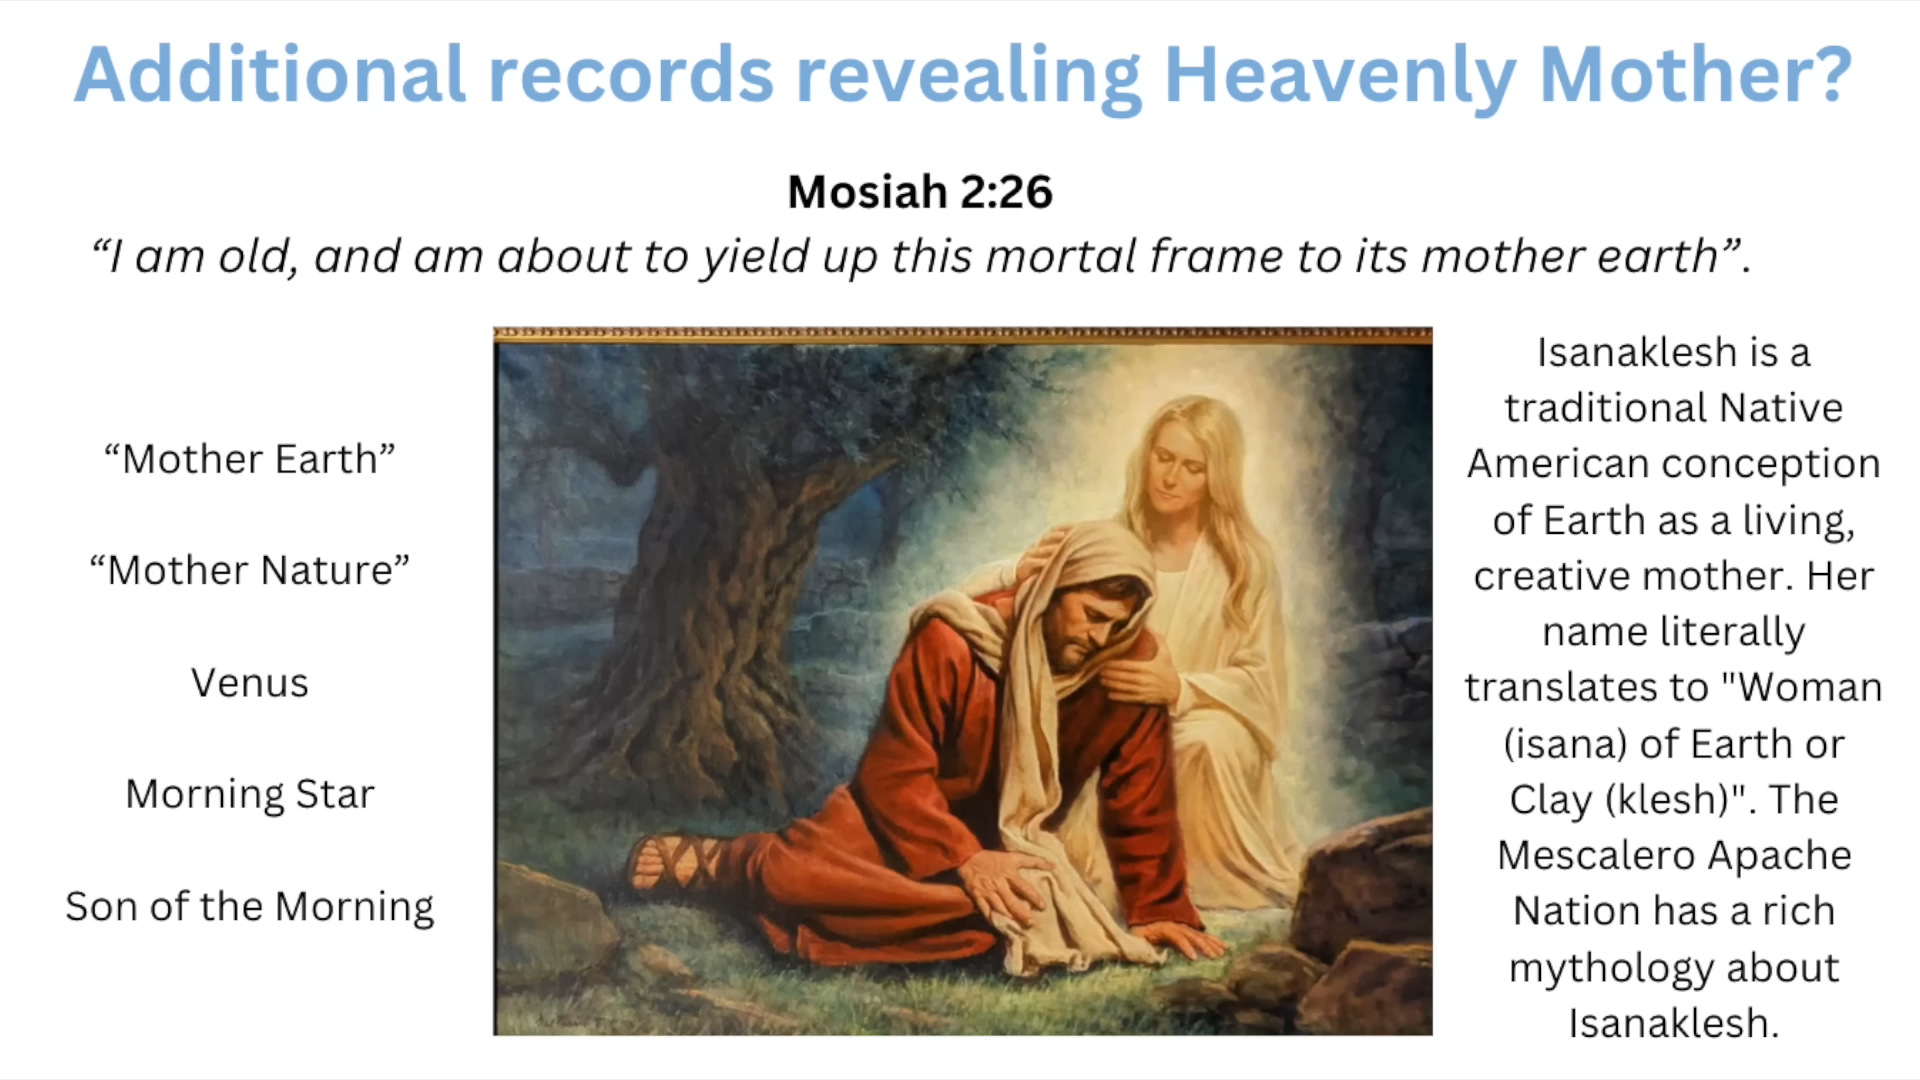 Additional records revealing Heavenly Mother?
Mosiah 2:26
“I am old, and am about to yield up this mortal frame to its mother earth”.
“Mother Earth”
“Mother Nature”
Venus
Morning Star
Son of the Morning
Isanaklesh is a
traditional Native
American conception
of Earth as a living,
creative mother. Her
name literally
translates to "Woman
(isana) of Earth or
Clay (klesh)". The
Mescalero Apache
Nation has a rich
mythology about
Isanaklesh.